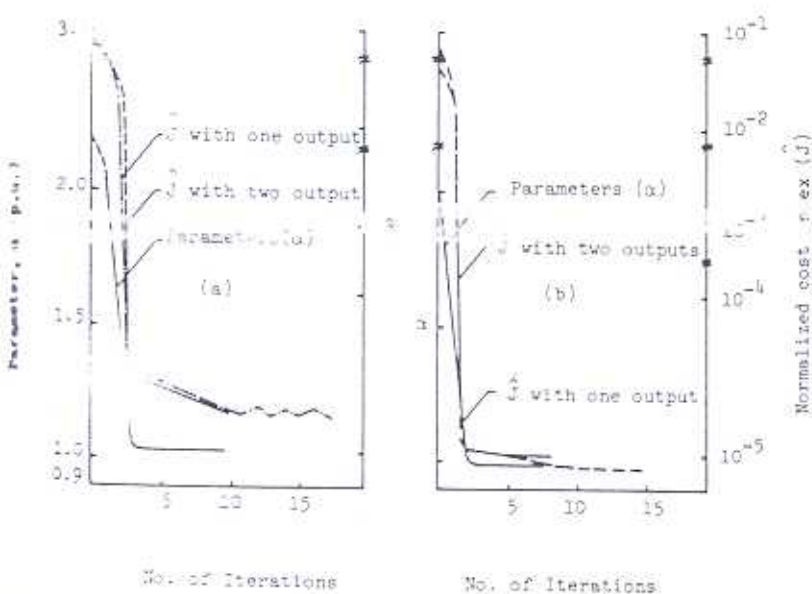 3.
2.0
1.5
1.0
0.9
5
10
15
Ĵ with one output
Ĵ with two output
(a)
No. of Iterations
Parameters (α)
Ĵ with two outputs
(b)
Ĵ with one output
α
5
10
15
No. of Iterations
10⁻¹
10⁻²
10⁻⁴
10⁻⁵
Normalized cost (Ĵ)